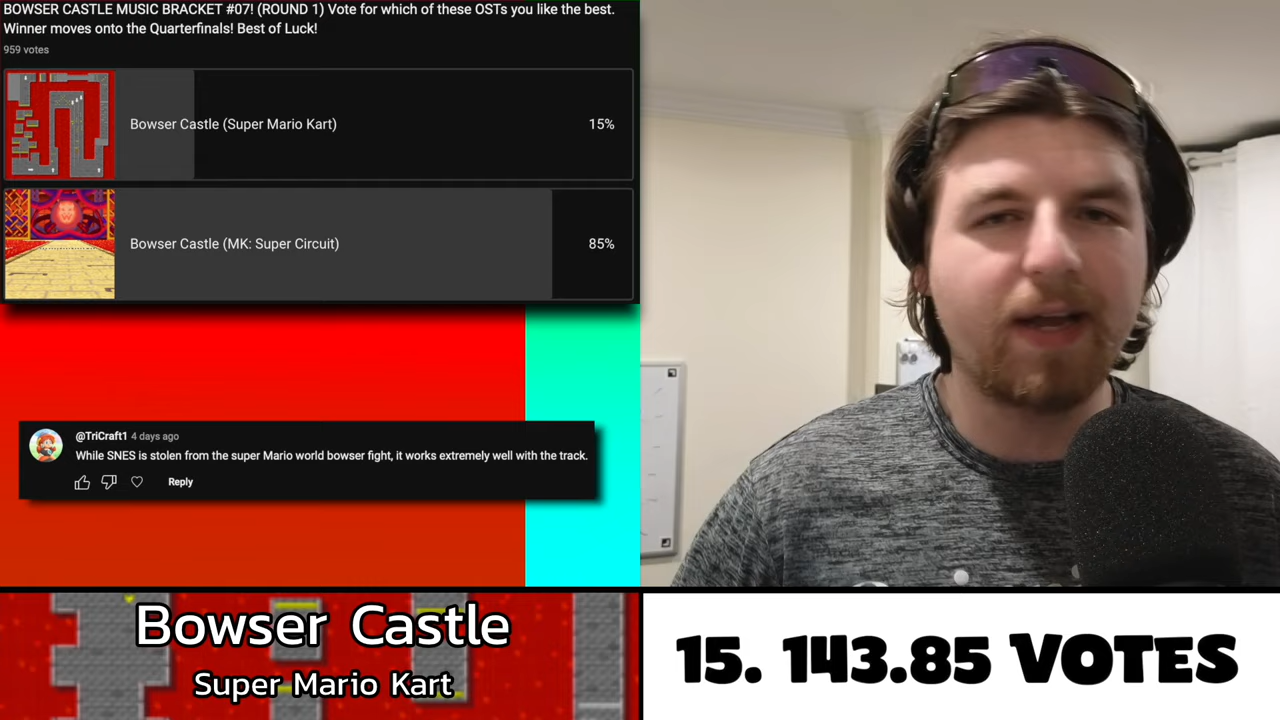 BOWSER CASTLE MUSIC BRACKET #07! (ROUND 1) Vote for which of these OSTs you like the best.
Winner moves onto the Quarterfinals! Best of Luck!
959 votes
Bowser Castle (Super Mario Kart)
15%
Bowser Castle (MK: Super Circuit)
85%
@TriCraft1 4 days ago
While SNES is stolen from the super Mario world bowser fight, it works extremely well with the track.
Reply
Bowser Castle
Super Mario Kart
15. 143.85 VOTES